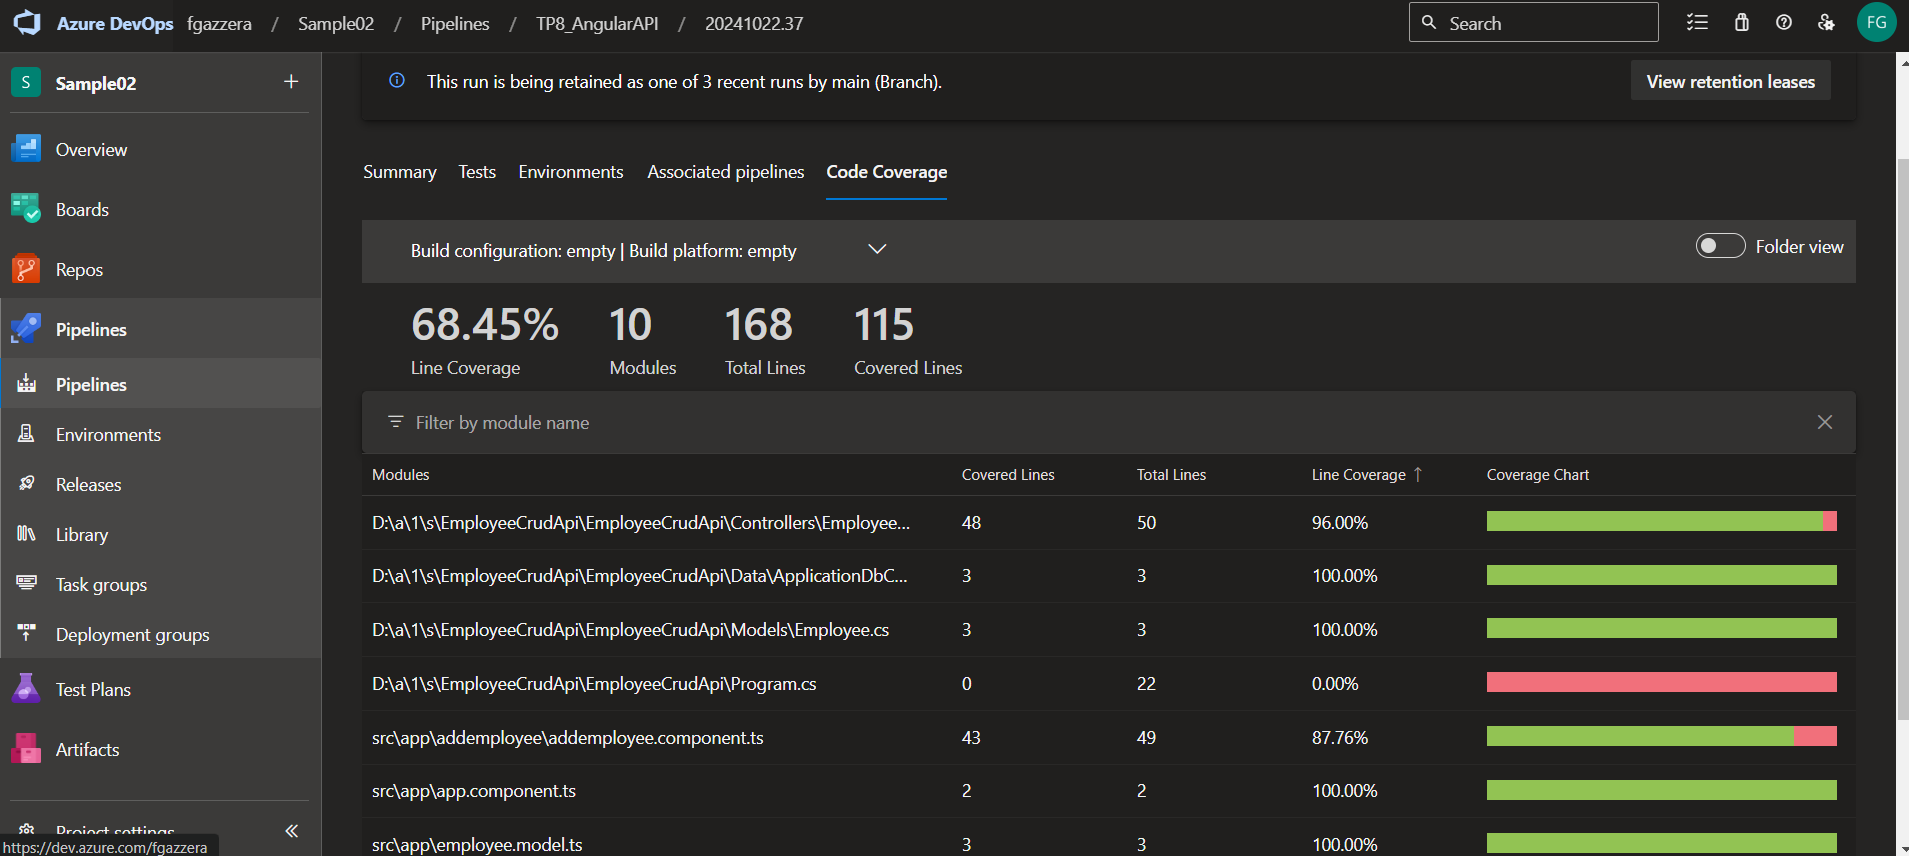 Azure DevOps fgazzera / Sample02 / Pipelines / TP8_AngularAPI / 20241022.37 Search FG
S Sample02 +
Overview
Boards
Repos
Pipelines
Pipelines
Environments
Releases
Library
Task groups
Deployment groups
Test Plans
Artifacts
Project settings
https://dev.azure.com/fgazzera
This run is being retained as one of 3 recent runs by main (Branch). View retention leases
Summary Tests Environments Associated pipelines Code Coverage
Build configuration: empty | Build platform: empty Folder view
68.45% 10 168 115
Line Coverage Modules Total Lines Covered Lines
Filter by module name
Modules Covered Lines Total Lines Line Coverage ↑ Coverage Chart
D:\a\1\s\EmployeeCrudApi\EmployeeCrudApi\Controllers\Employee... 48 50 96.00%
D:\a\1\s\EmployeeCrudApi\EmployeeCrudApi\Data\ApplicationDbC... 3 3 100.00%
D:\a\1\s\EmployeeCrudApi\EmployeeCrudApi\Models\Employee.cs 3 3 100.00%
D:\a\1\s\EmployeeCrudApi\EmployeeCrudApi\Program.cs 0 22 0.00%
src\app\addemployee\addemployee.component.ts 43 49 87.76%
src\app\app.component.ts 2 2 100.00%
src\app\employee.model.ts 3 3 100.00%